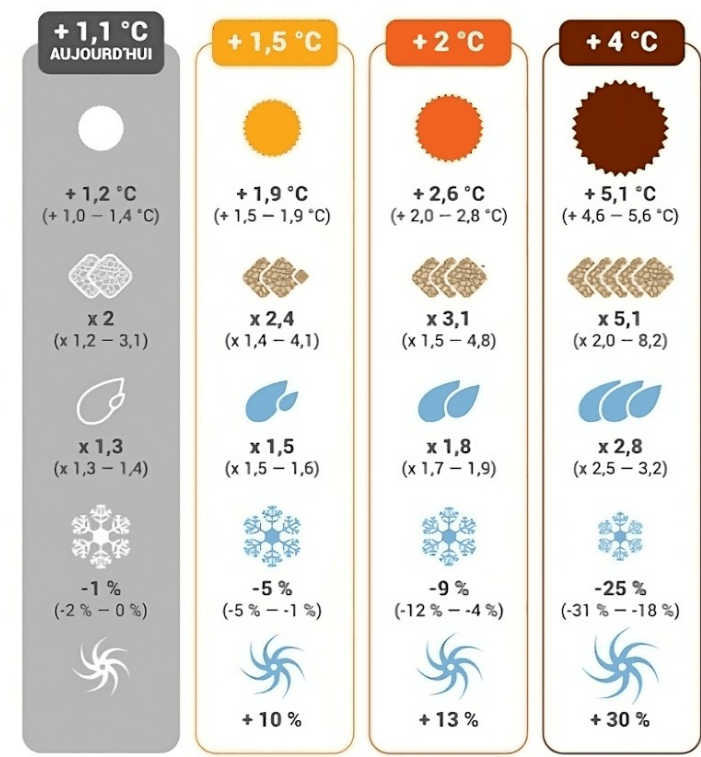 + 1,1 °C
AUJOURD'HUI
+ 1,2 °C
(+ 1,0 – 1,4 °C)
x 2
(x 1,2 – 3,1)
x 1,3
(x 1,3 – 1,4)
-1 %
(-2 % – 0 %)
+ 1,5 °C
+ 1,9 °C
(+ 1,5 – 1,9 °C)
x 2,4
(x 1,4 – 4,1)
x 1,5
(x 1,5 – 1,6)
-5 %
(-5 % – -1 %)
+ 10 %
+ 2 °C
+ 2,6 °C
(+ 2,0 – 2,8 °C)
x 3,1
(x 1,5 – 4,8)
x 1,8
(x 1,7 – 1,9)
-9 %
(-12 % – -4 %)
+ 13 %
+ 4 °C
+ 5,1 °C
(+ 4,6 – 5,6 °C)
x 5,1
(x 2,0 – 8,2)
x 2,8
(x 2,5 – 3,2)
-25 %
(-31 % – -18 %)
+ 30 %